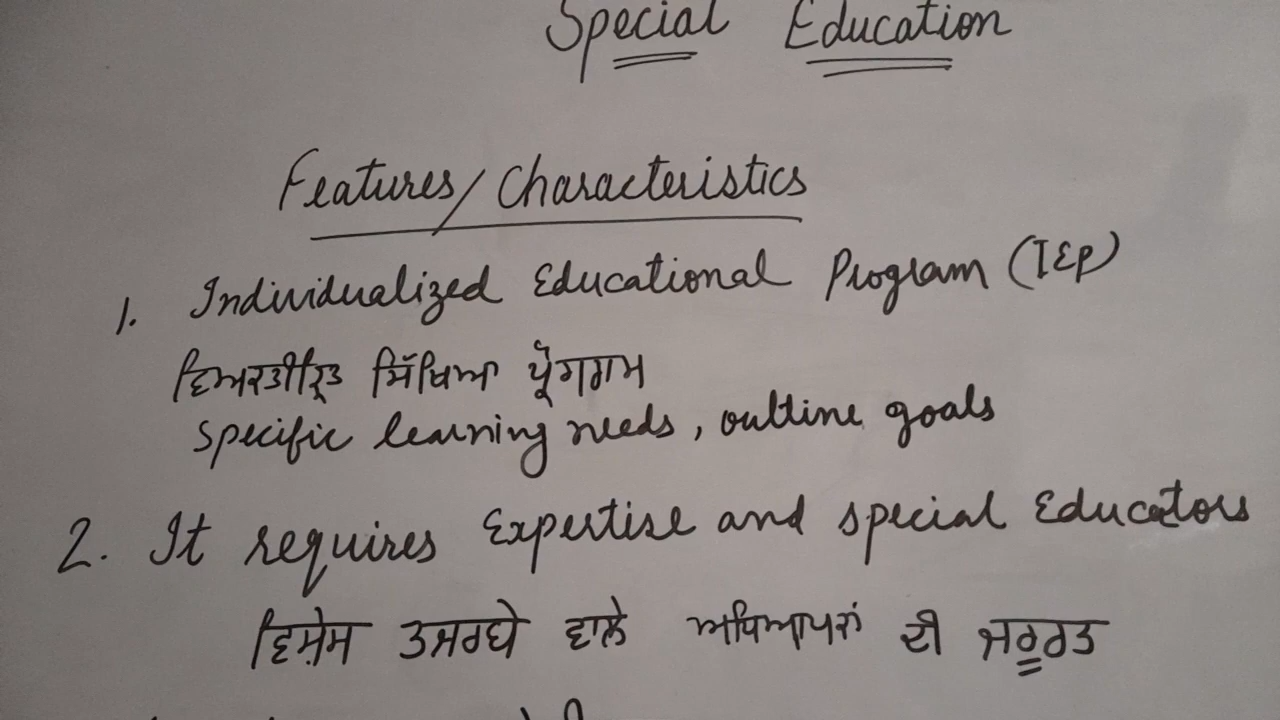 Special Education
Features/Characteristics
1. Individualized Educational Program (IEP)
ਵਿਅਕਤੀਕ੍ਰਿਤ ਸਿੱਖਿਆ ਪ੍ਰੋਗਰਾਮ
specific learning needs, outline goals
2. It requires Expertise and special Educators
ਵਿਸ਼ੇਸ ਤਜਰਬੇ ਵਾਲੇ ਅਧਿਆਪਕਾਂ ਦੀ ਜਰੂਰਤ